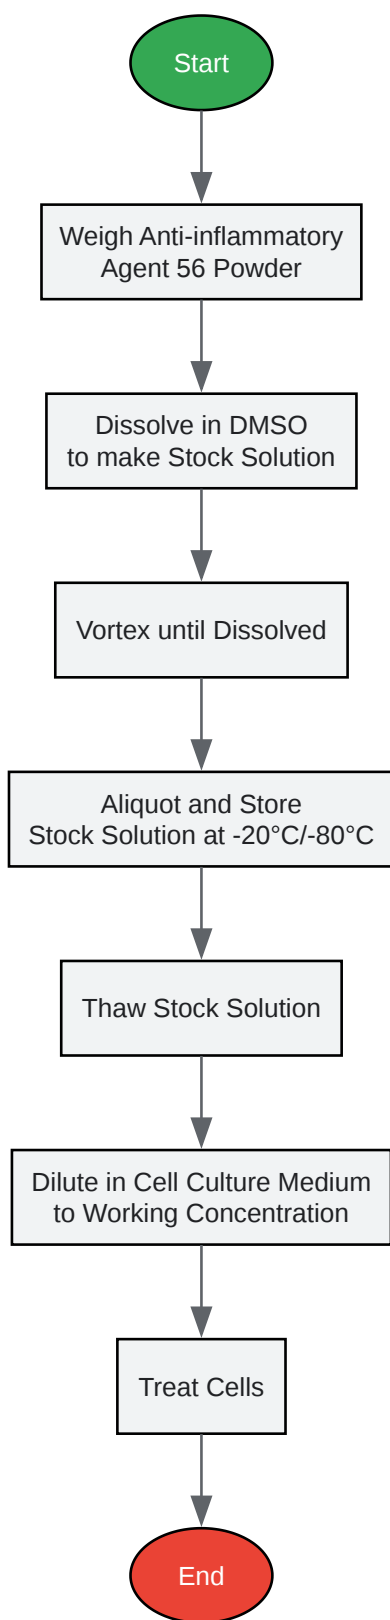 Start
Weigh Anti-inflammatory
Agent 56 Powder
Dissolve in DMSO
to make Stock Solution
Vortex until Dissolved
Aliquot and Store
Stock Solution at -20°C/-80°C
Thaw Stock Solution
Dilute in Cell Culture Medium
to Working Concentration
Treat Cells
End